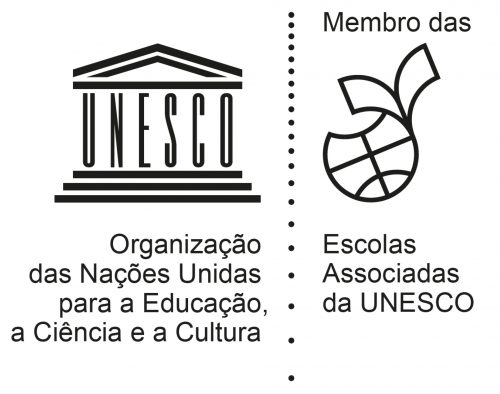 UNESCO
Organização
das Nações Unidas
para a Educação,
a Ciência e a Cultura
Membro das
Escolas
Associadas
da UNESCO